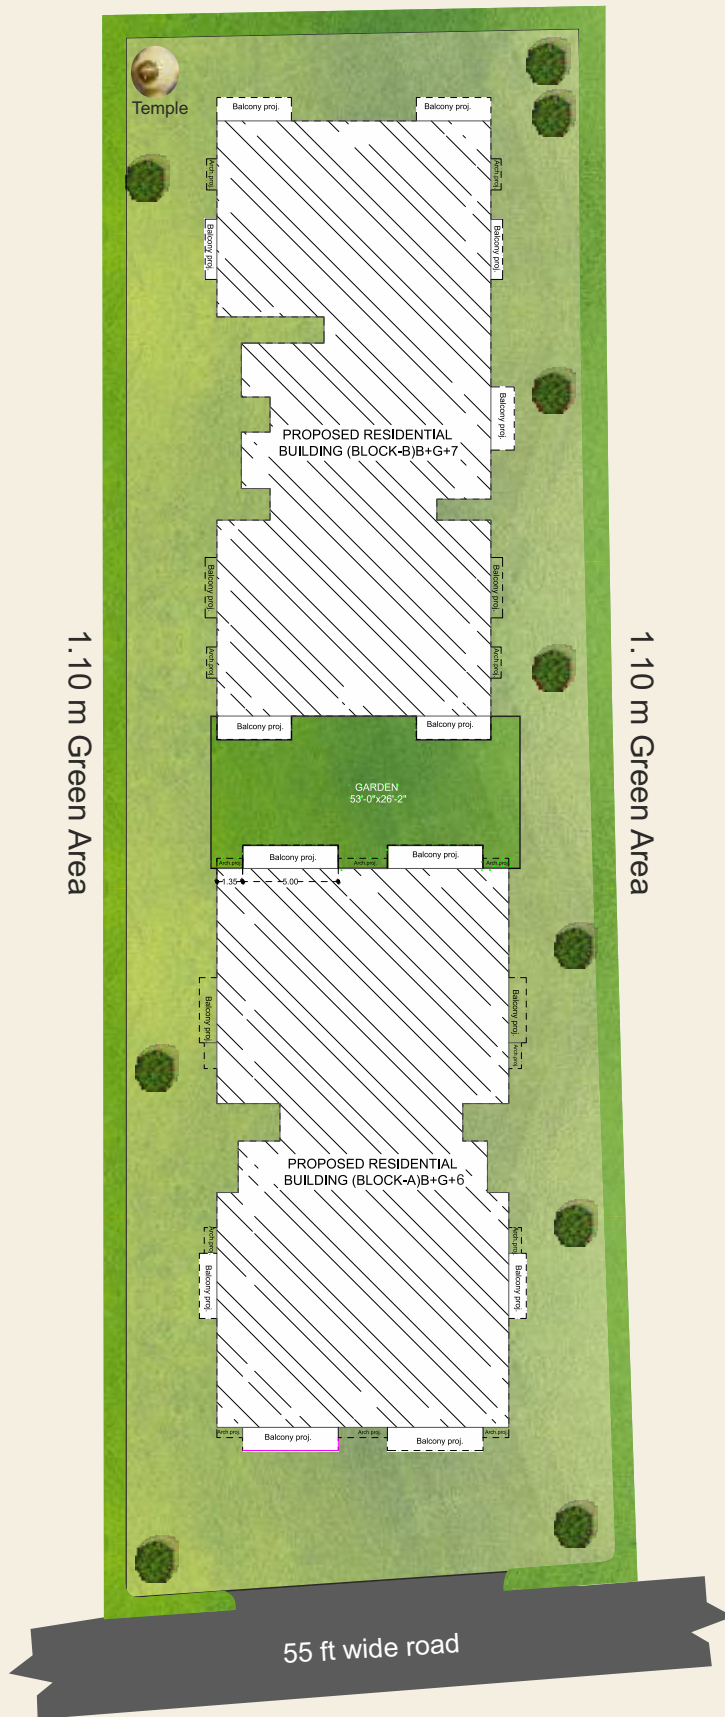 Temple
Balcony proj.
Balcony proj.
Arch.proj.
Arch.proj.
Balcony proj.
Balcony proj.
Balcony proj.
PROPOSED RESIDENTIAL
BUILDING (BLOCK-B)B+G+7
Balcony proj.
Balcony proj.
Arch.proj.
Arch.proj.
1.10 m Green Area
1.10 m Green Area
Balcony proj.
Balcony proj.
GARDEN
53'-0"x26'-2"
Arch.proj.
Balcony proj.
Arch.proj.
Balcony proj.
Arch.proj.
1.35
5.00
Balcony proj.
Balcony proj.
Arch.proj.
PROPOSED RESIDENTIAL
BUILDING (BLOCK-A)B+G+6
Arch.proj.
Arch.proj.
Balcony proj.
Balcony proj.
Arch.proj.
Balcony proj.
Arch.proj.
Balcony proj.
Arch.proj.
55 ft wide road